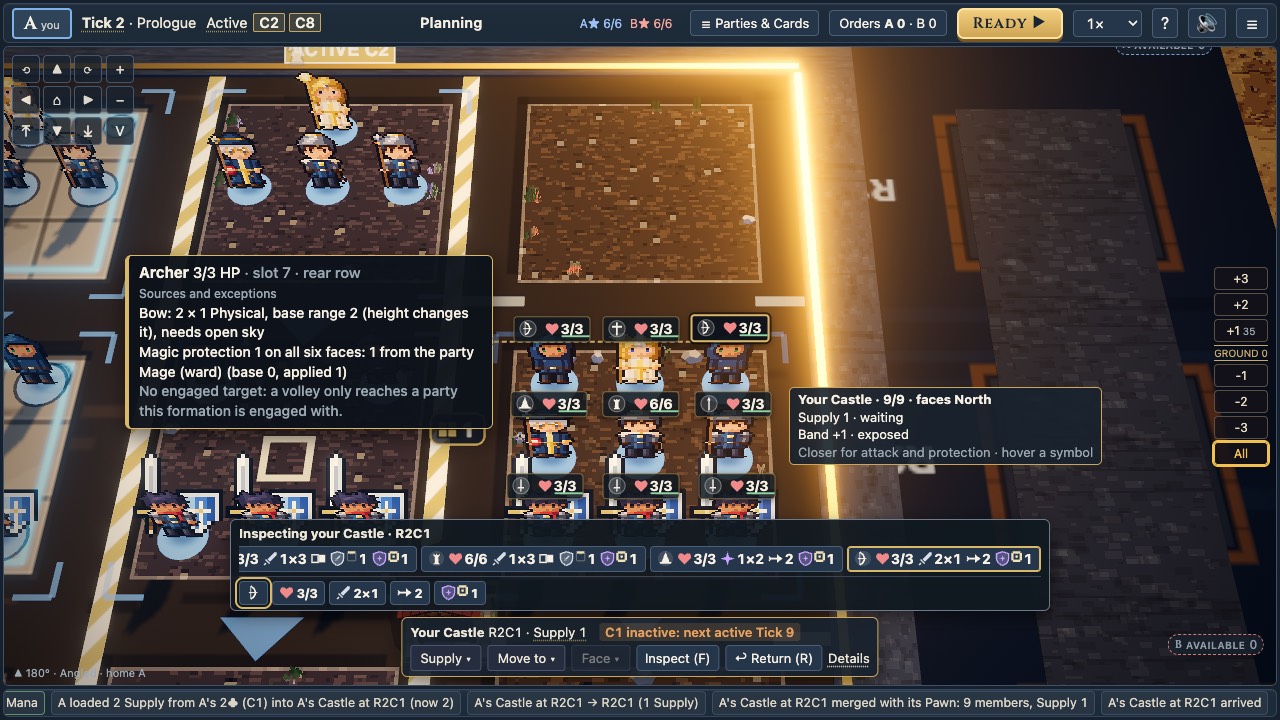 A you
Tick 2 · Prologue Active C2 C8
Planning
A★ 6/6 B★ 6/6
≡ Parties & Cards
Orders A 0 · B 0
READY ▶
1×
?
≡
ACTIVE C2
AVAILABLE 0
⟲ ▲ ⟳ +
◀ ⌂ ▶ −
⤒ ▼ ⤓ V
R
Archer 3/3 HP · slot 7 · rear row
Sources and exceptions
Bow: 2 × 1 Physical, base range 2 (height changes
it), needs open sky
Magic protection 1 on all six faces: 1 from the party
Mage (ward) (base 0, applied 1)
No engaged target: a volley only reaches a party
this formation is engaged with.
+3
+2
+1 35
GROUND 0
-1
-2
-3
All
3/3 3/3 3/3
3/3 6/6 3/3
3/3 3/3 3/3
1
Your Castle · 9/9 · faces North
Supply 1 · waiting
Band +1 · exposed
Closer for attack and protection · hover a symbol
Inspecting your Castle · R2C1
3/3 1×3 1 1 6/6 1×3 1 1 3/3 1×2 2 1 3/3 2×1 2 1
3/3 2×1 2 1
Your Castle R2C1 · Supply 1 C1 inactive: next active Tick 9
Supply ▾ Move to ▾ Face ▾ Inspect (F) ↩ Return (R) Details
B AVAILABLE 0
▲ 180° · Ang
home
Mana
A loaded 2 Supply from A's 2♣ (C1) into A's Castle at R2C1 (now 2)
A's Castle at R2C1 → R2C1 (1 Supply)
A's Castle at R2C1 merged with its Pawn: 9 members, Supply 1
A's Castle at R2C1 arrived